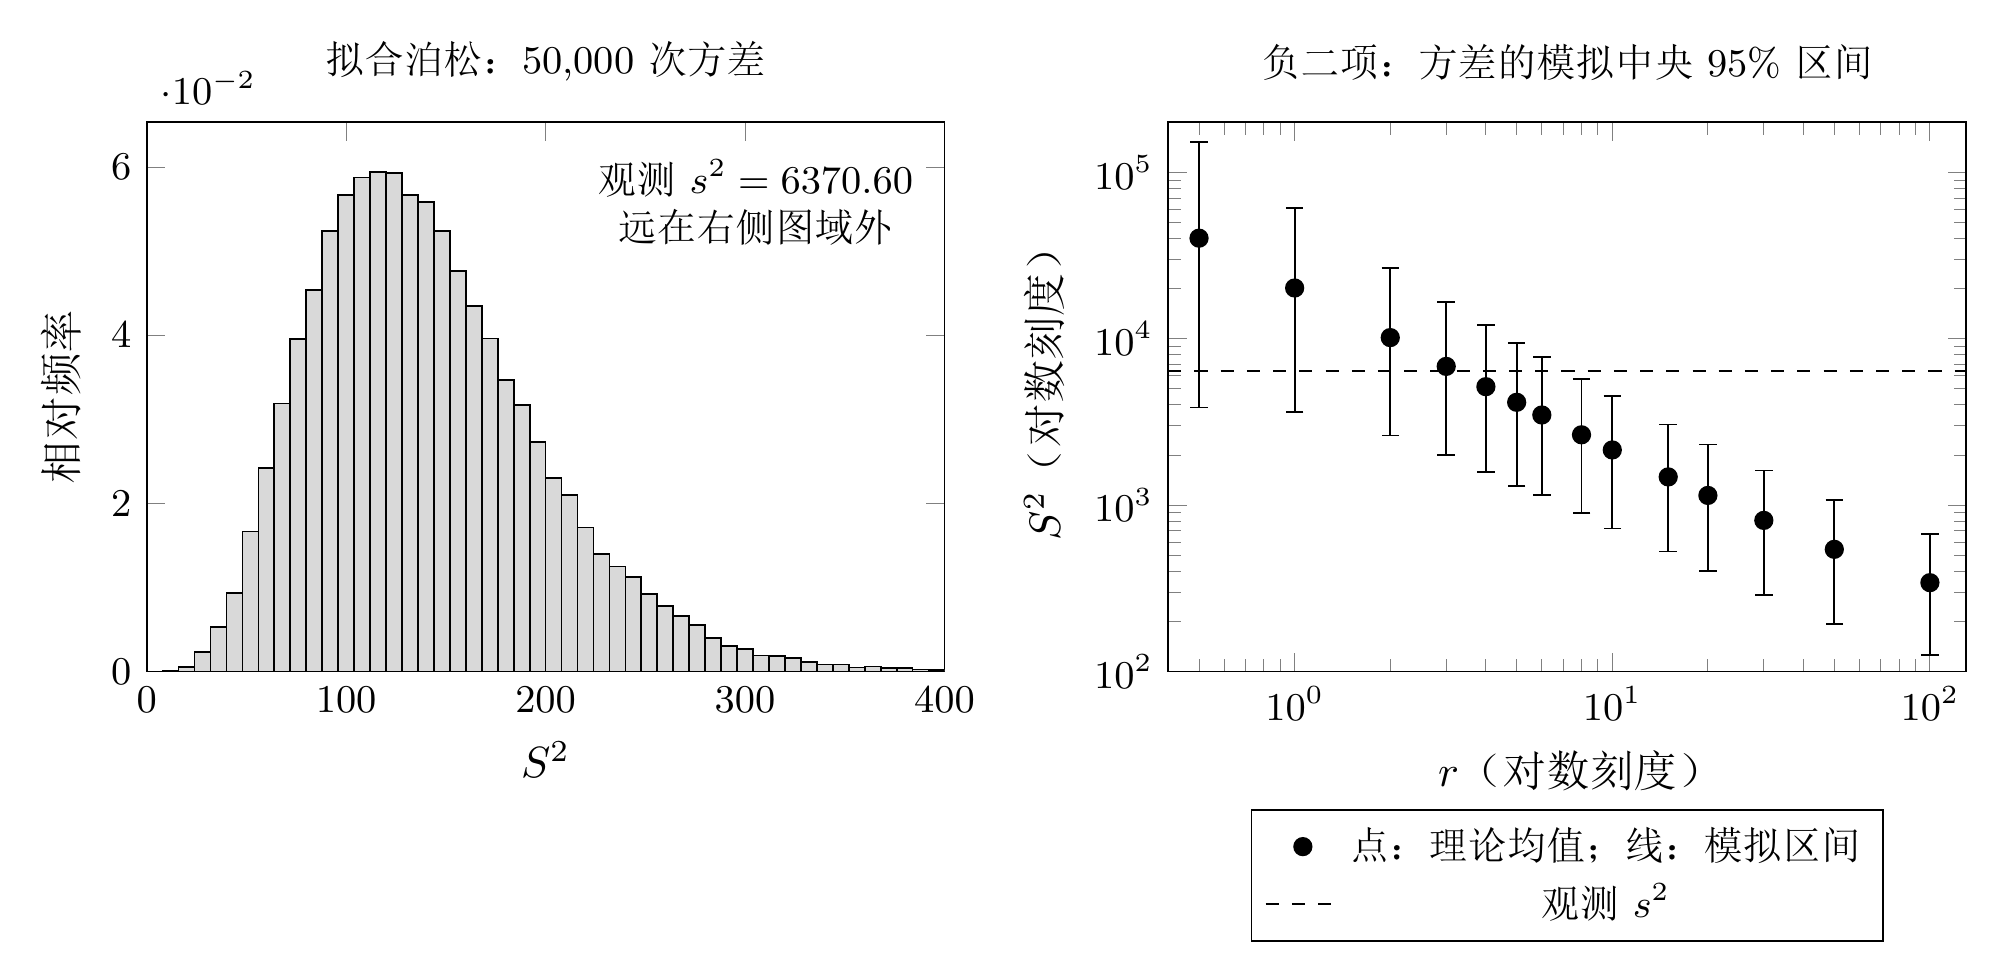 拟合泊松：50,000 次方差
·10⁻²
6
4
2
0
相对频率
观测 s² = 6370.60
远在右侧图域外
0 100 200 300 400
S²
负二项：方差的模拟中央 95% 区间
10⁵
10⁴
10³
10²
S²（对数刻度）
10⁰ 10¹ 10²
r（对数刻度）
点：理论均值；线：模拟区间
观测 s²